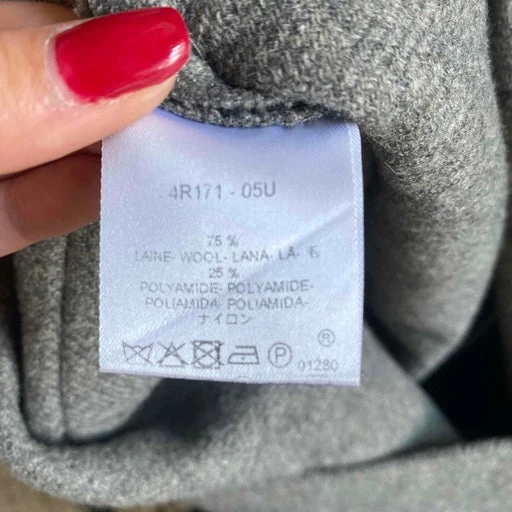 4R171 - 05U
75 %
LAINE- WOOL- LANA- LÃ- 毛
25 %
POLYAMIDE- POLYAMIDE-
POLIAMIDA- POLIAMIDA-
ナイロン
P ®
01280